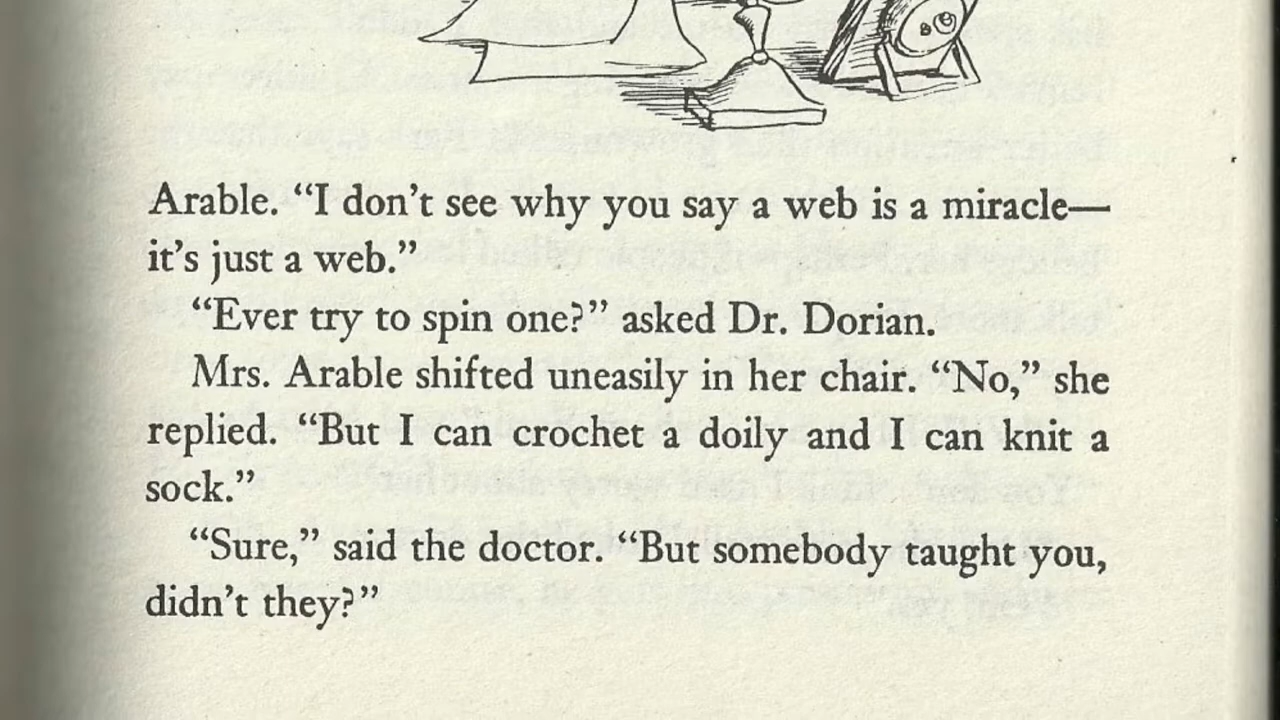 Arable. “I don’t see why you say a web is a miracle—
it’s just a web.”
“Ever try to spin one?” asked Dr. Dorian.
Mrs. Arable shifted uneasily in her chair. “No,” she
replied. “But I can crochet a doily and I can knit a
sock.”
“Sure,” said the doctor. “But somebody taught you,
didn’t they?”